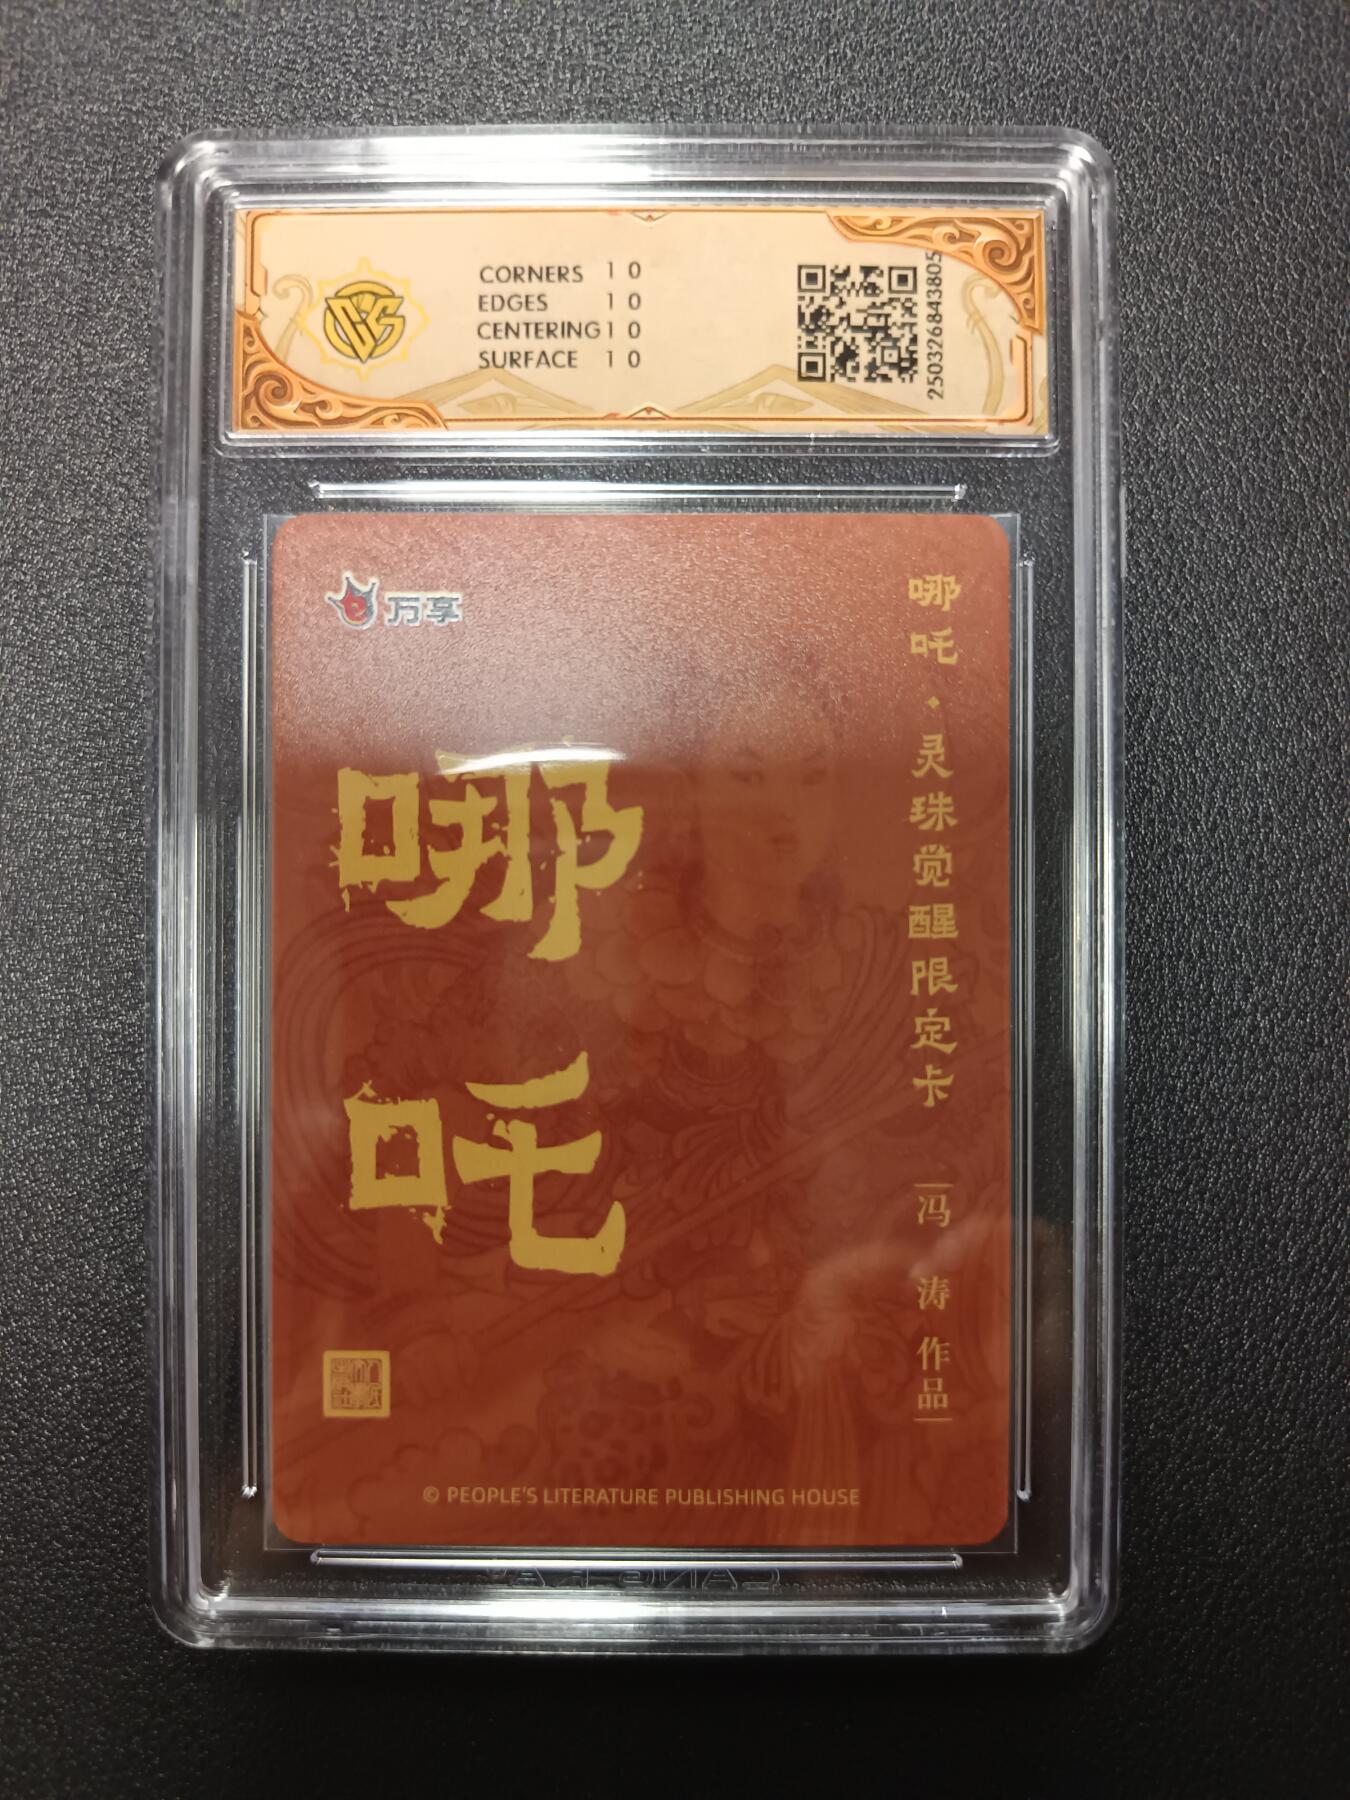 CORNERS 10
EDGES 10
CENTERING 10
SURFACE 10
250326843805
万享
哪吒
哪吒·灵珠觉醒限定卡
冯涛 作品
© PEOPLE'S LITERATURE PUBLISHING HOUSE